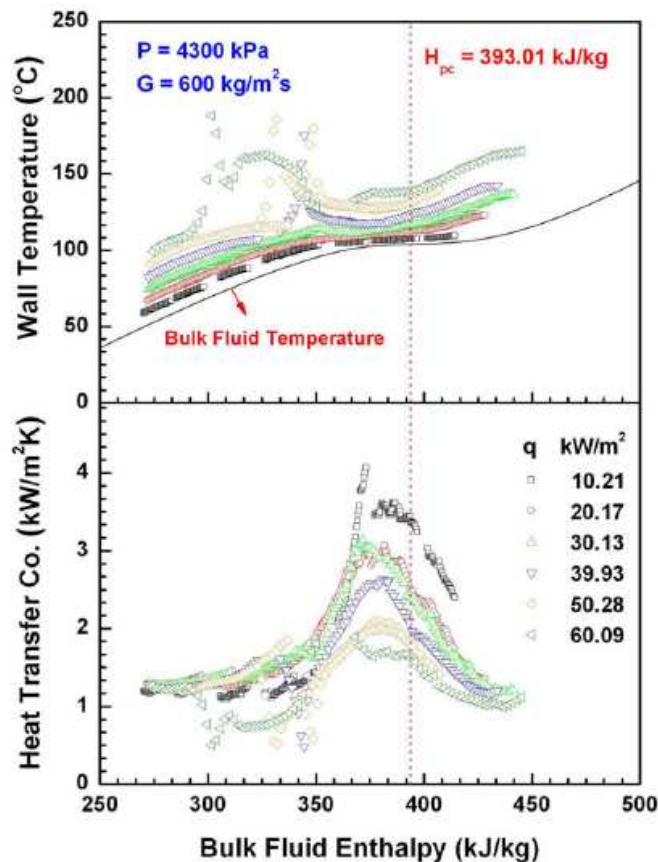 250
200
150
100
50
0
Wall Temperature (°C)
P = 4300 kPa
G = 600 kg/m²s
H_pc = 393.01 kJ/kg
Bulk Fluid Temperature
4
3
2
1
0
Heat Transfer Co. (kW/m²K)
q kW/m²
10.21
20.17
30.13
39.93
50.28
60.09
250 300 350 400 450 500
Bulk Fluid Enthalpy (kJ/kg)